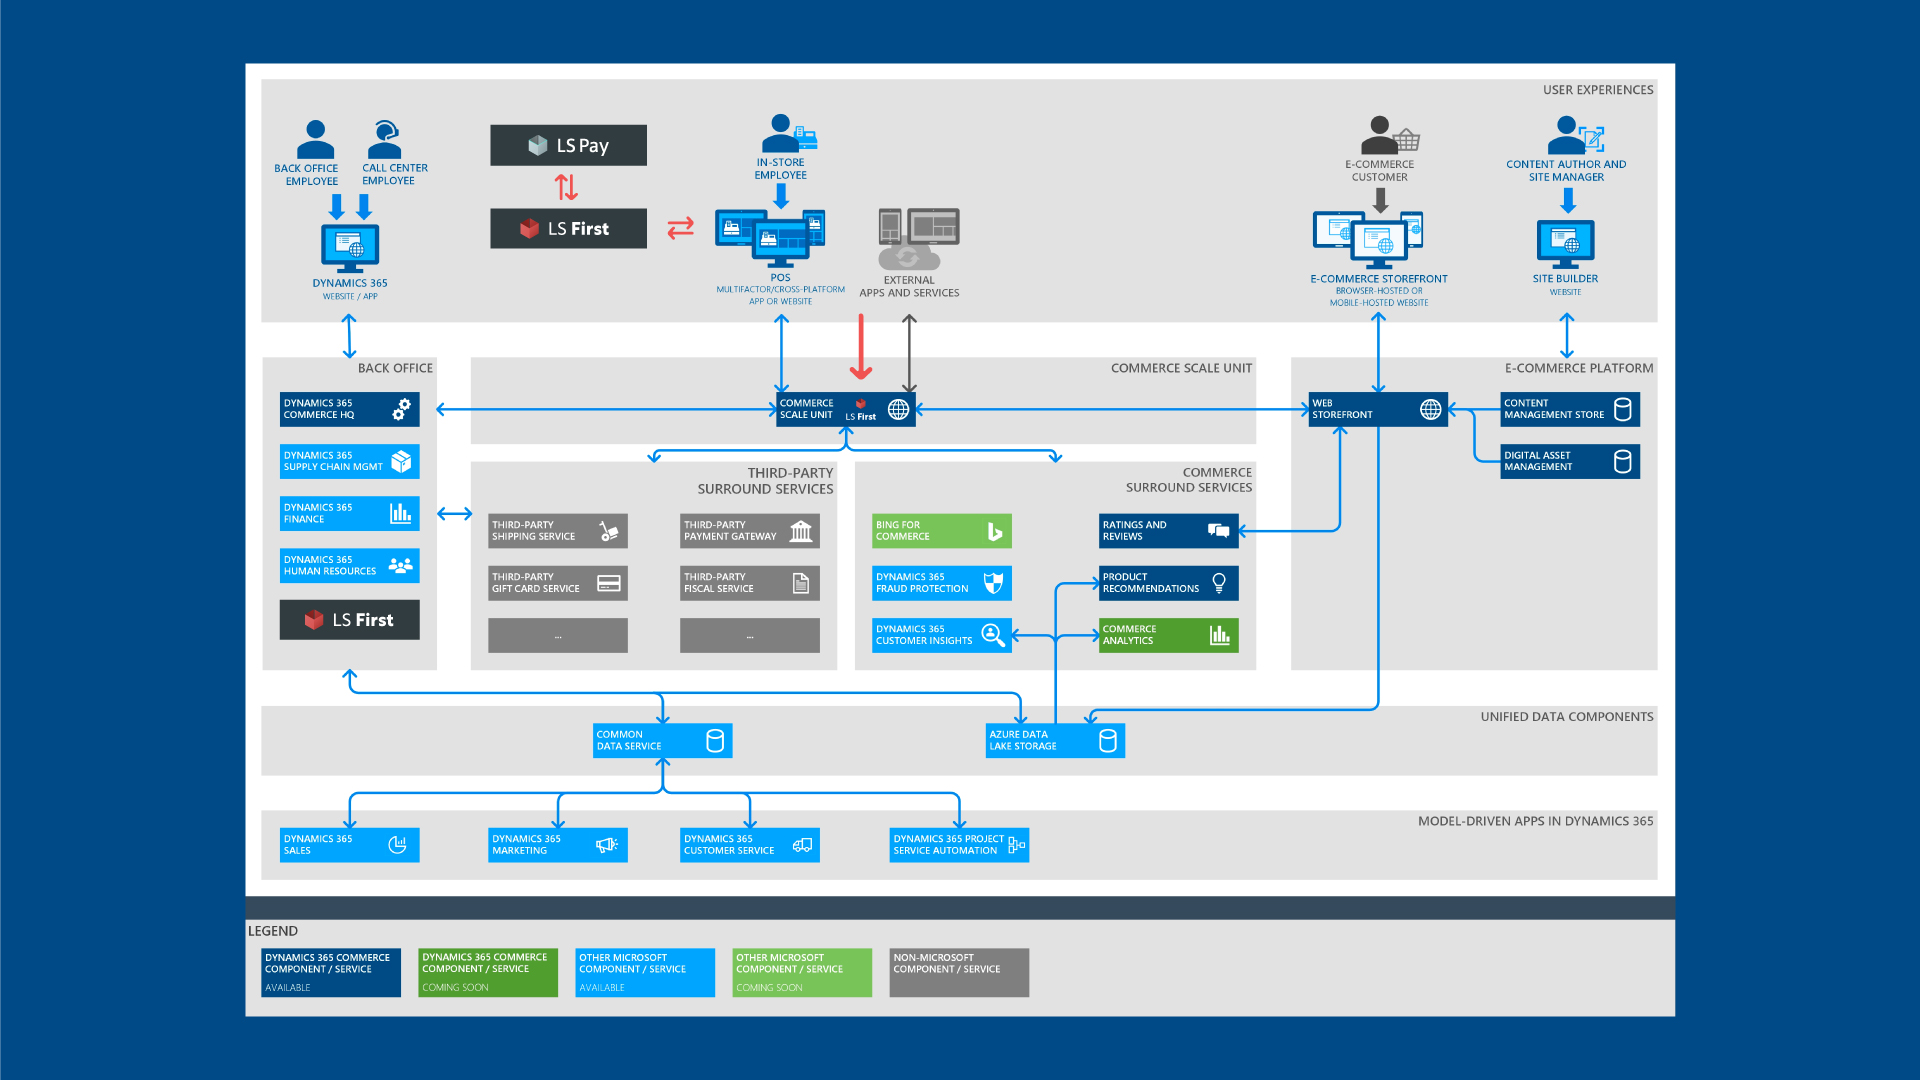 USER EXPERIENCES
BACK OFFICE
EMPLOYEE
CALL CENTER
EMPLOYEE
DYNAMICS 365
WEBSITE / APP
LS Pay
LS First
IN-STORE
EMPLOYEE
POS
MULTIFACTOR/CROSS-PLATFORM
APP OR WEBSITE
EXTERNAL
APPS AND SERVICES
E-COMMERCE
CUSTOMER
E-COMMERCE STOREFRONT
BROWSER-HOSTED OR
MOBILE-HOSTED WEBSITE
CONTENT AUTHOR AND
SITE MANAGER
SITE BUILDER
WEBSITE
BACK OFFICE
DYNAMICS 365
COMMERCE HQ
DYNAMICS 365
SUPPLY CHAIN MGMT
DYNAMICS 365
FINANCE
DYNAMICS 365
HUMAN RESOURCES
LS First
COMMERCE SCALE UNIT
COMMERCE
SCALE UNIT
LS First
E-COMMERCE PLATFORM
WEB
STOREFRONT
CONTENT
MANAGEMENT STORE
DIGITAL ASSET
MANAGEMENT
THIRD-PARTY
SURROUND SERVICES
THIRD-PARTY
SHIPPING SERVICE
THIRD-PARTY
PAYMENT GATEWAY
THIRD-PARTY
GIFT CARD SERVICE
THIRD-PARTY
FISCAL SERVICE
...
...
COMMERCE
SURROUND SERVICES
BING FOR
COMMERCE
RATINGS AND
REVIEWS
DYNAMICS 365
FRAUD PROTECTION
PRODUCT
RECOMMENDATIONS
DYNAMICS 365
CUSTOMER INSIGHTS
COMMERCE
ANALYTICS
UNIFIED DATA COMPONENTS
COMMON
DATA SERVICE
AZURE DATA
LAKE STORAGE
MODEL-DRIVEN APPS IN DYNAMICS 365
DYNAMICS 365
SALES
DYNAMICS 365
MARKETING
DYNAMICS 365
CUSTOMER SERVICE
DYNAMICS 365 PROJECT
SERVICE AUTOMATION
LEGEND
DYNAMICS 365 COMMERCE
COMPONENT / SERVICE
AVAILABLE
DYNAMICS 365 COMMERCE
COMPONENT / SERVICE
COMING SOON
OTHER MICROSOFT
COMPONENT / SERVICE
AVAILABLE
OTHER MICROSOFT
COMPONENT / SERVICE
COMING SOON
NON-MICROSOFT
COMPONENT / SERVICE